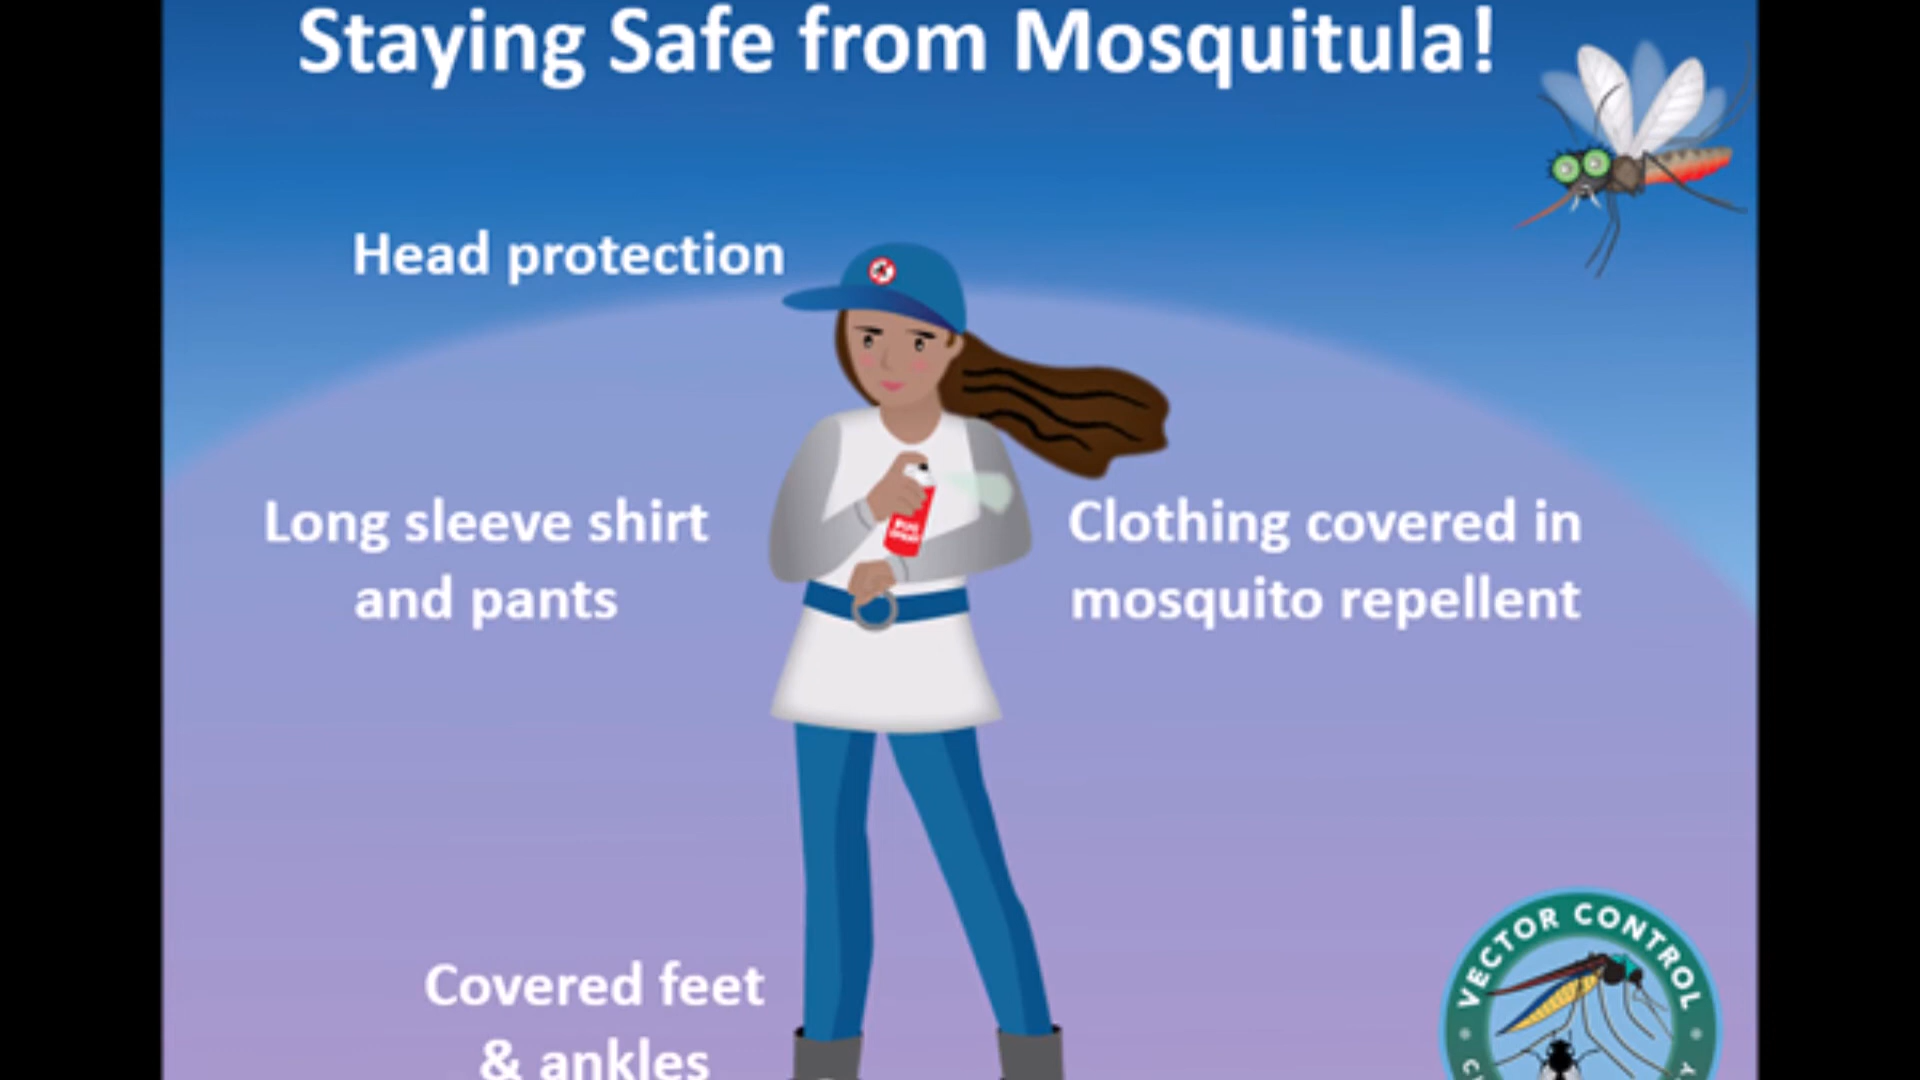 Staying Safe from Mosquitula!
Head protection
Long sleeve shirt
and pants
Clothing covered in
mosquito repellent
Covered feet
& ankles
VECTOR CONTROL